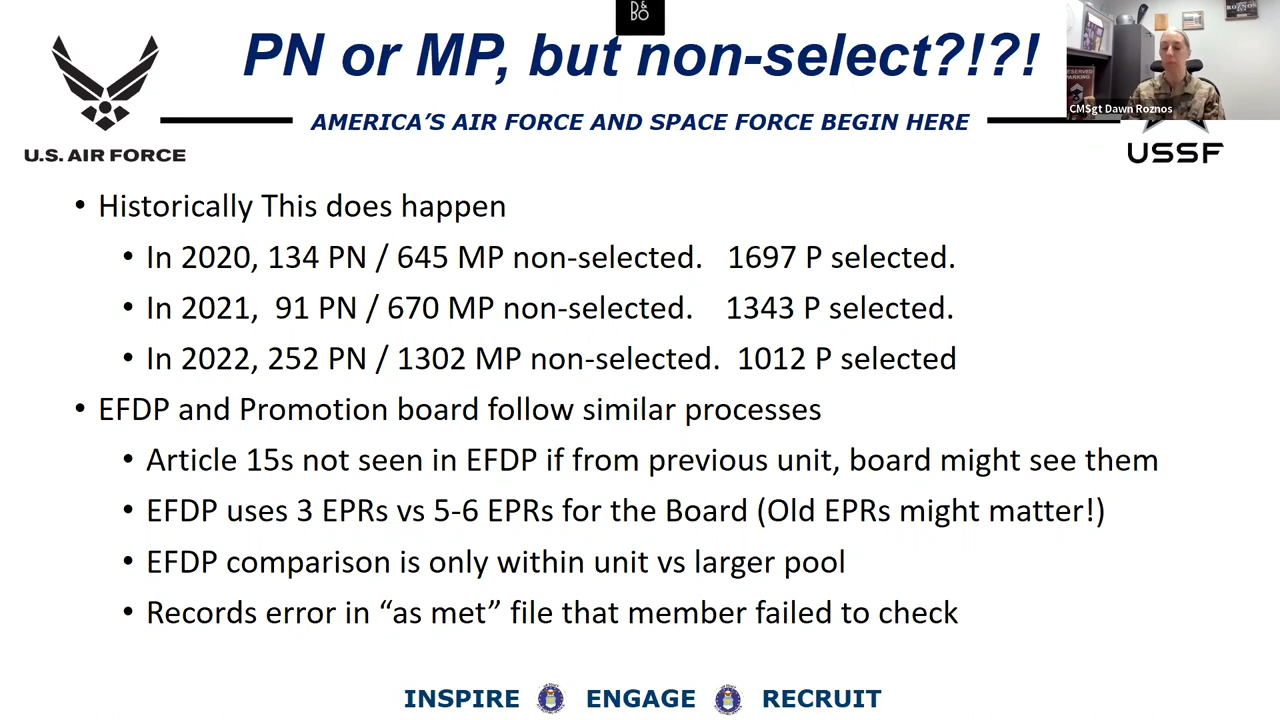 B&
BO
PN or MP, but non-select?!?!
ROZNOS
RESERVED
PARKING
CMSgt Dawn Roznos
AMERICA'S AIR FORCE AND SPACE FORCE BEGIN HERE
U.S. AIR FORCE
USSF
• Historically This does happen
• In 2020, 134 PN / 645 MP non-selected. 1697 P selected.
• In 2021, 91 PN / 670 MP non-selected. 1343 P selected.
• In 2022, 252 PN / 1302 MP non-selected. 1012 P selected
• EFDP and Promotion board follow similar processes
• Article 15s not seen in EFDP if from previous unit, board might see them
• EFDP uses 3 EPRs vs 5-6 EPRs for the Board (Old EPRs might matter!)
• EFDP comparison is only within unit vs larger pool
• Records error in “as met” file that member failed to check
INSPIRE ENGAGE RECRUIT